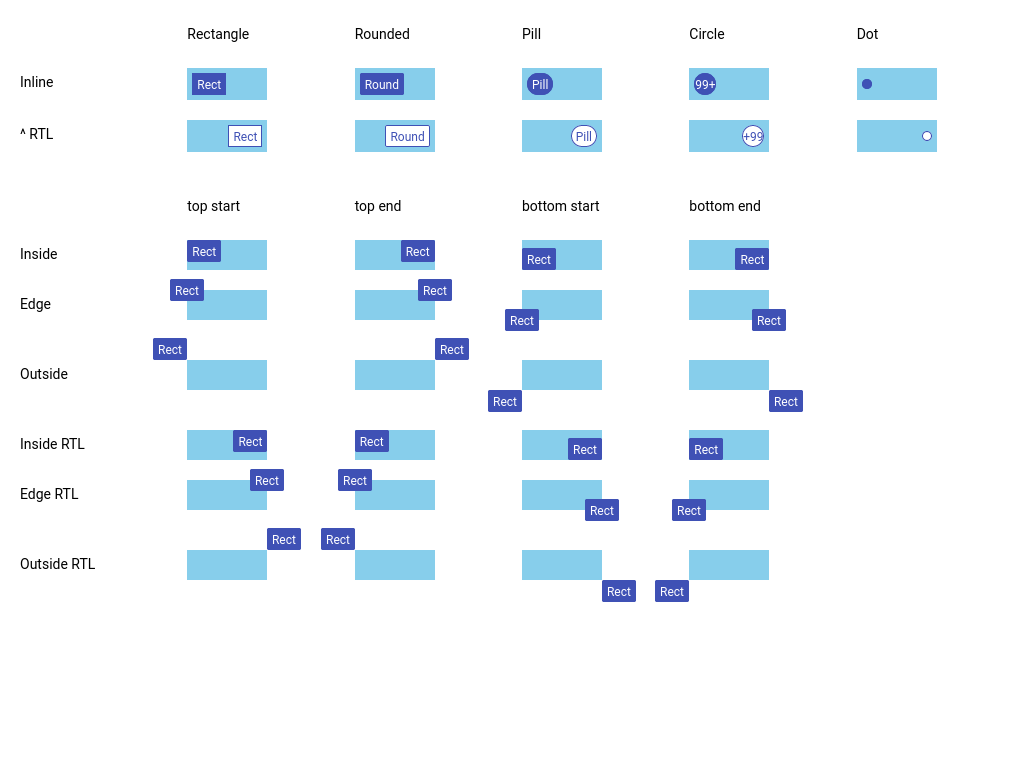 Rectangle Rounded Pill Circle Dot
Inline Rect Round Pill 99+
^ RTL Rect Round Pill +99
top start top end bottom start bottom end
Inside Rect Rect Rect Rect
Edge Rect Rect Rect Rect
Outside Rect Rect Rect Rect
Inside RTL Rect Rect Rect Rect
Edge RTL Rect Rect Rect Rect
Outside RTL Rect Rect Rect Rect